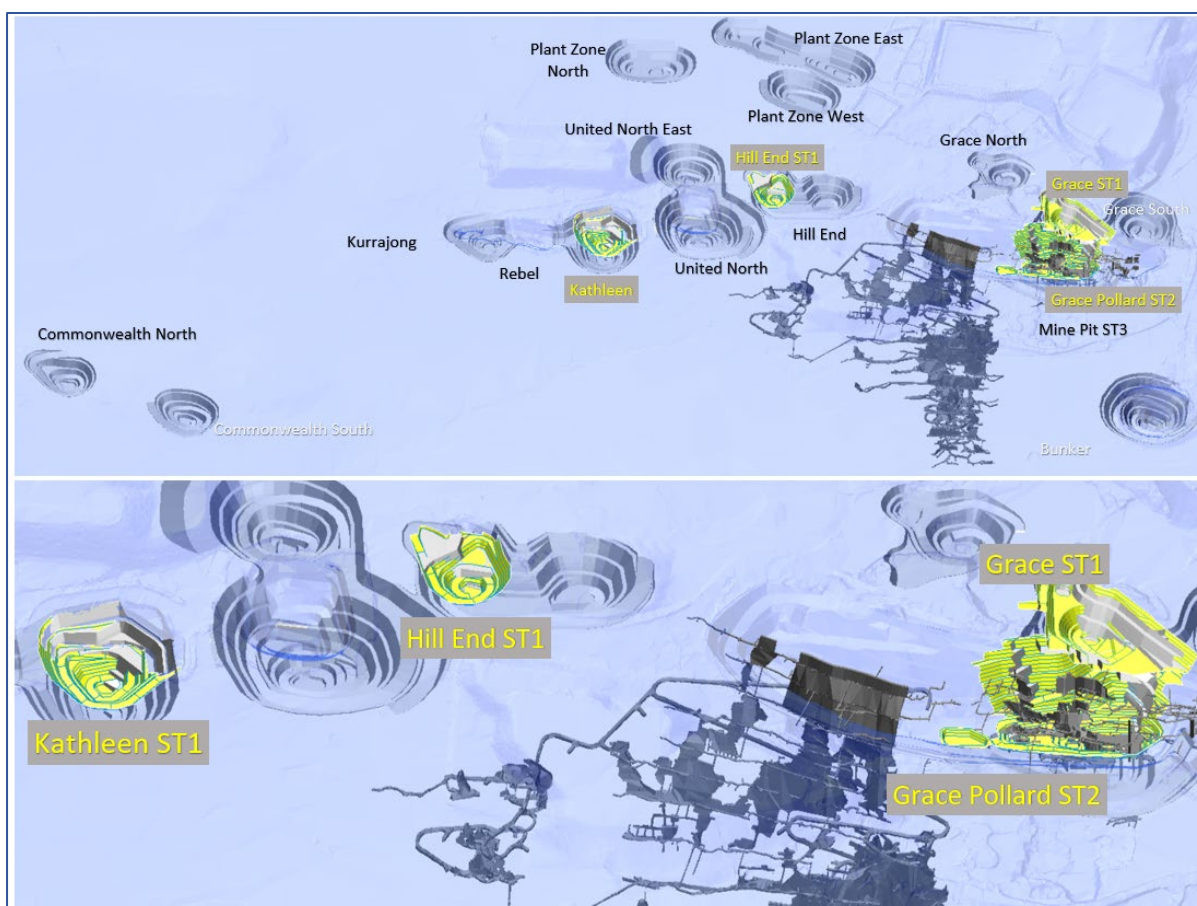 Plant Zone East
Plant Zone
North
Plant Zone West
United North East
Hill End ST1
Grace North
Grace ST1
Grace South
Kurrajong
Hill End
Rebel
United North
Kathleen
Grace Pollard ST2
Mine Pit ST3
Commonwealth North
Commonwealth South
Bunker
Grace ST1
Hill End ST1
Kathleen ST1
Grace Pollard ST2